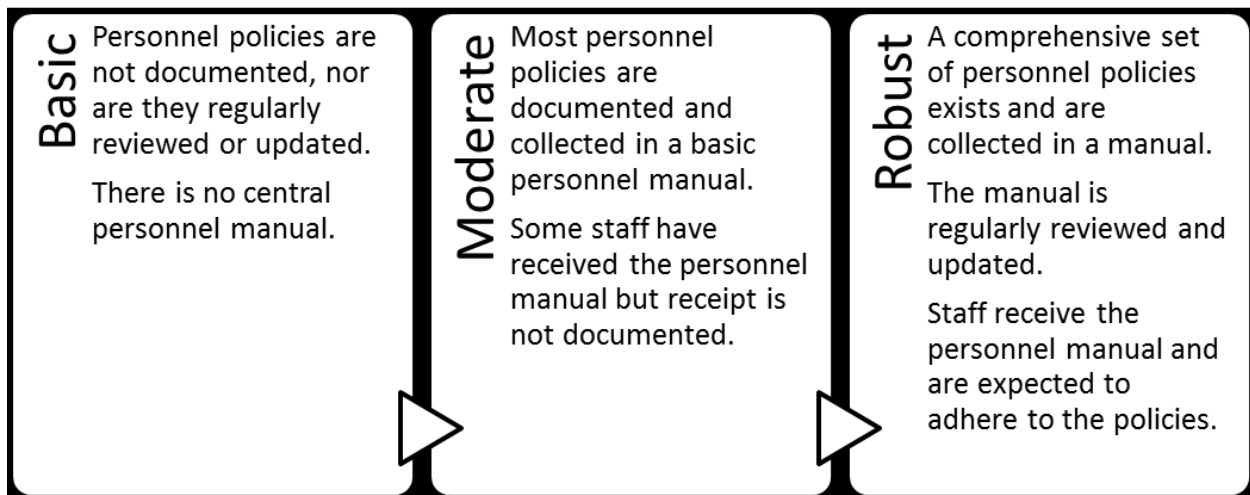 Basic
Personnel policies are
not documented, nor
are they regularly
reviewed or updated.
There is no central
personnel manual.
Moderate
Most personnel
policies are
documented and
collected in a basic
personnel manual.
Some staff have
received the personnel
manual but receipt is
not documented.
Robust
A comprehensive set
of personnel policies
exists and are
collected in a manual.
The manual is
regularly reviewed and
updated.
Staff receive the
personnel manual and
are expected to
adhere to the policies.